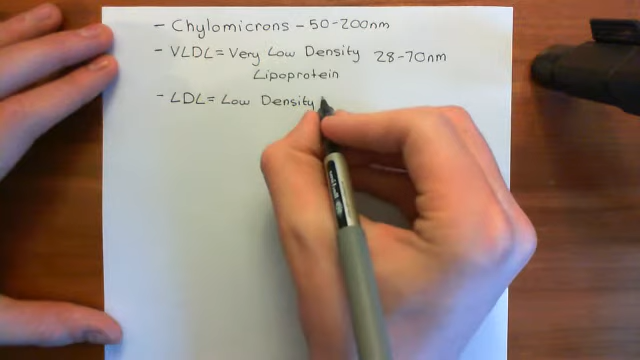 - Chylomicrons - 50-200nm
- VLDL = Very Low Density 28-70nm
Lipoprotein
- LDL = Low Density